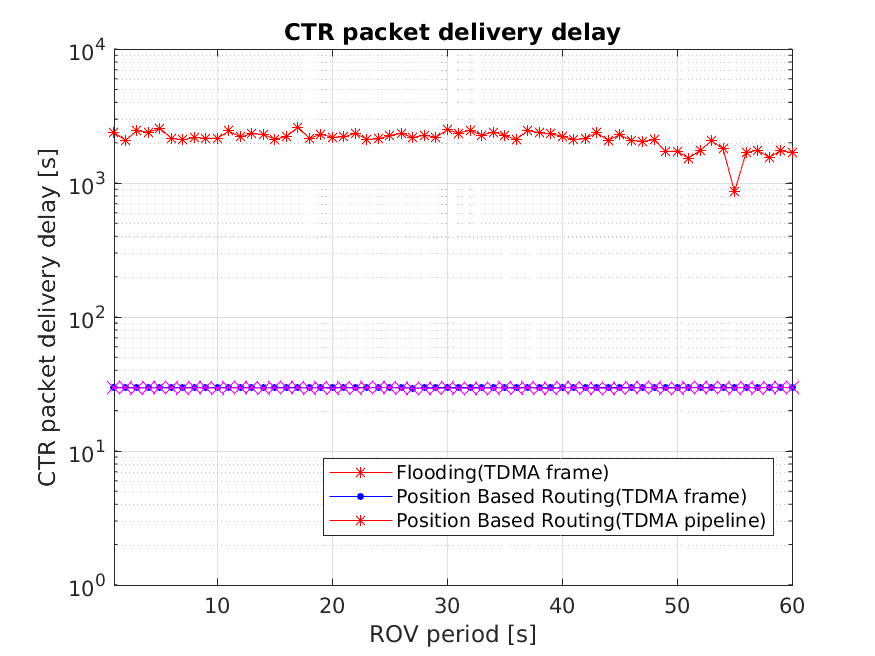 CTR packet delivery delay
CTR packet delivery delay [s]
10^4
10^3
10^2
10^1
10^0
Flooding(TDMA frame)
Position Based Routing(TDMA frame)
Position Based Routing(TDMA pipeline)
10 20 30 40 50 60
ROV period [s]